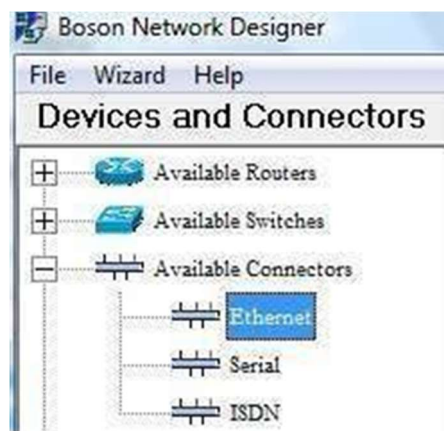 Boson Network Designer
File Wizard Help
Devices and Connectors
Available Routers
Available Switches
Available Connectors
Ethernet
Serial
ISDN